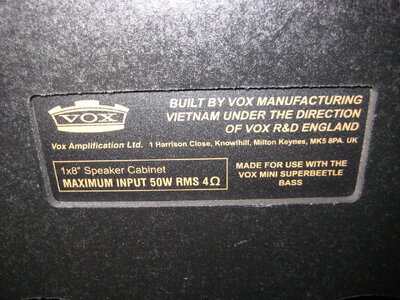 VOX
BUILT BY VOX MANUFACTURING
VIETNAM UNDER THE DIRECTION
OF VOX R&D ENGLAND
Vox Amplification Ltd. 1 Harrison Close, Knowlhill, Milton Keynes, MK5 8PA. UK
1x8" Speaker Cabinet
MAXIMUM INPUT 50W RMS 4Ω
MADE FOR USE WITH THE
VOX MINI SUPERBEETLE
BASS